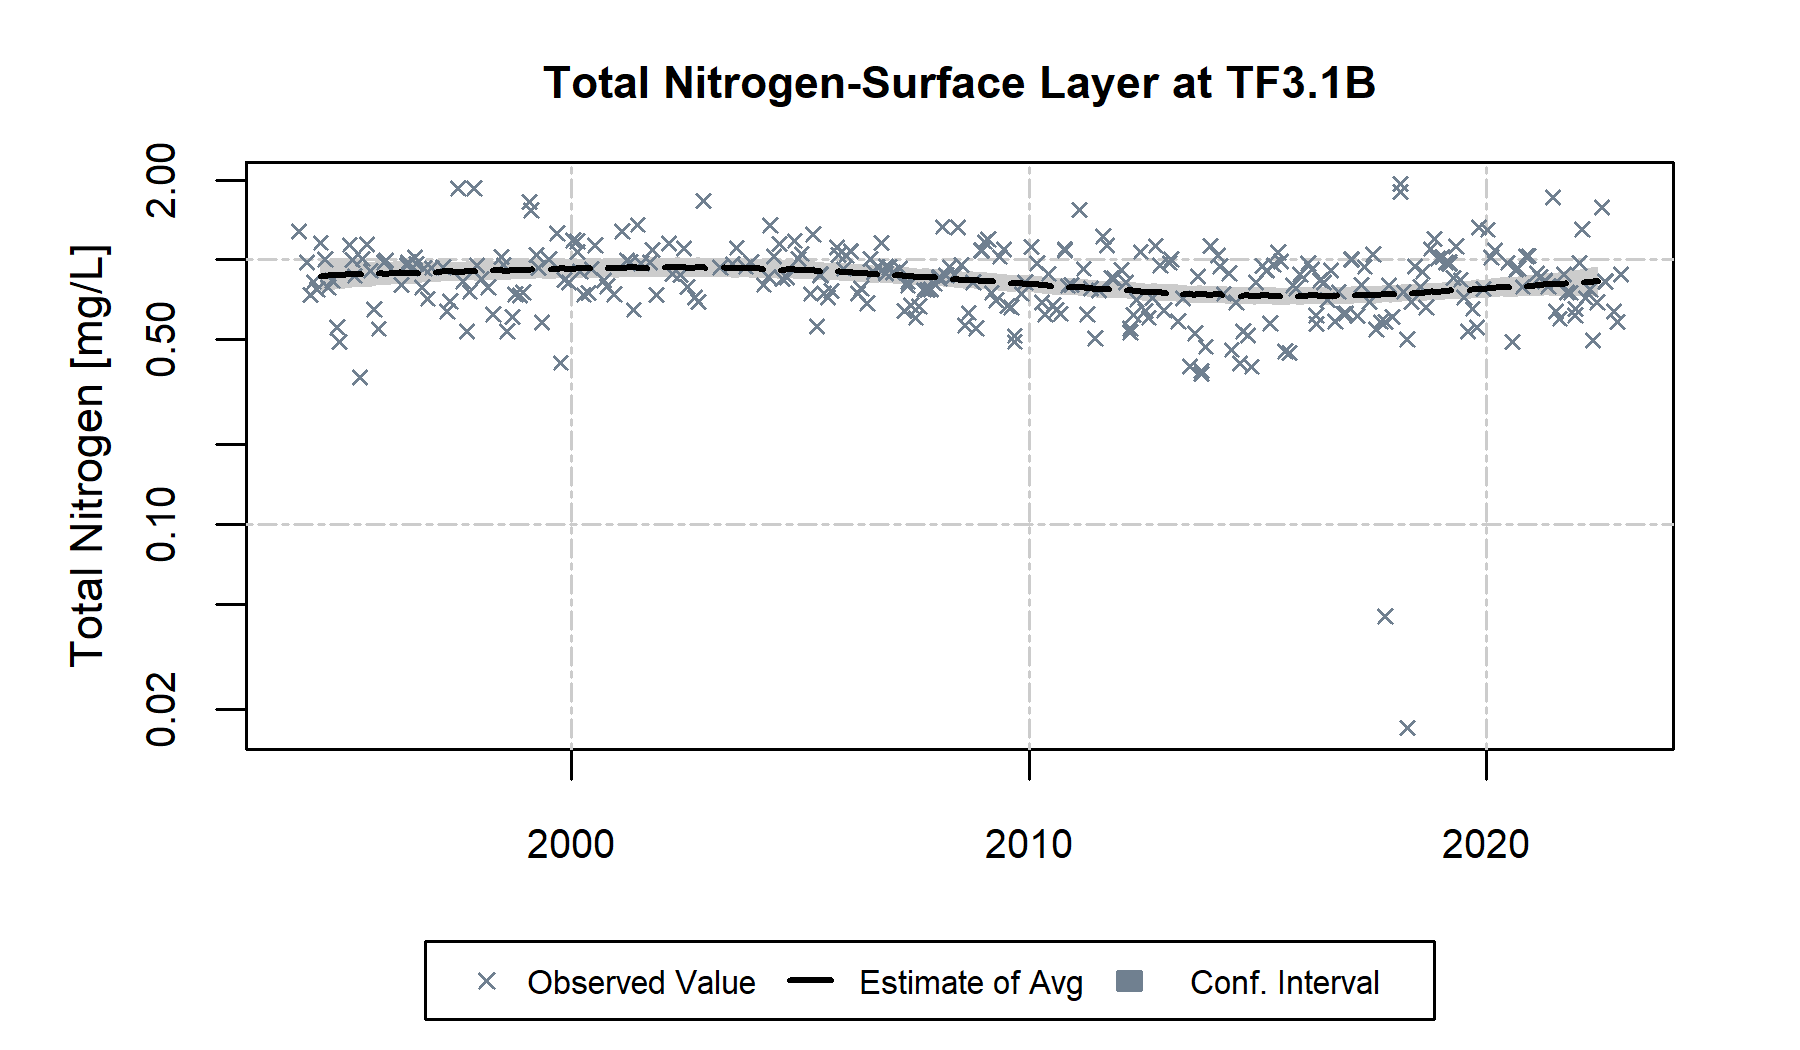 Total Nitrogen-Surface Layer at TF3.1B
Total Nitrogen [mg/L]
2.00
0.50
0.10
0.02
2000 2010 2020
Observed Value Estimate of Avg Conf. Interval